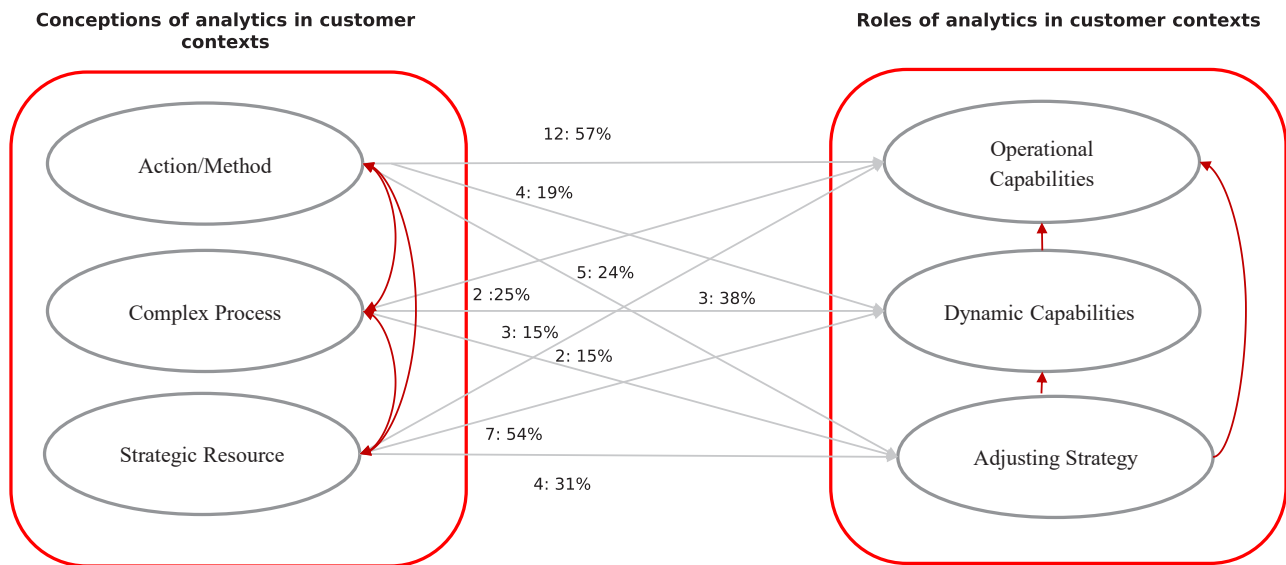 Conceptions of analytics in customer
contexts
Roles of analytics in customer contexts
Action/Method
Complex Process
Strategic Resource
12: 57%
4: 19%
5: 24%
2 :25%
3: 38%
3: 15%
2: 15%
7: 54%
4: 31%
Operational
Capabilities
Dynamic Capabilities
Adjusting Strategy